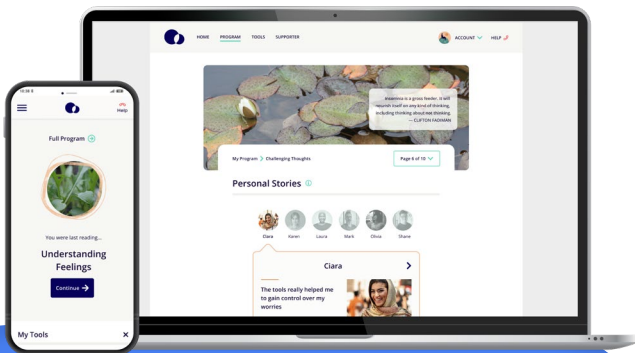 HOME PROGRAM TOOLS SUPPORTER
ACCOUNT HELP
Insomnia is a gross feeder. It will
nourish itself on any kind of thinking,
including thinking about not thinking.
— CLIFTON FADIMAN
My Program > Challenging Thoughts
Page 6 of 10
Personal Stories
Ciara Karen Laura Mark Olivia Shane
Ciara
The tools really helped me
to gain control over my
worries
Help
Full Program
You were last reading...
Understanding
Feelings
Continue →
My Tools X